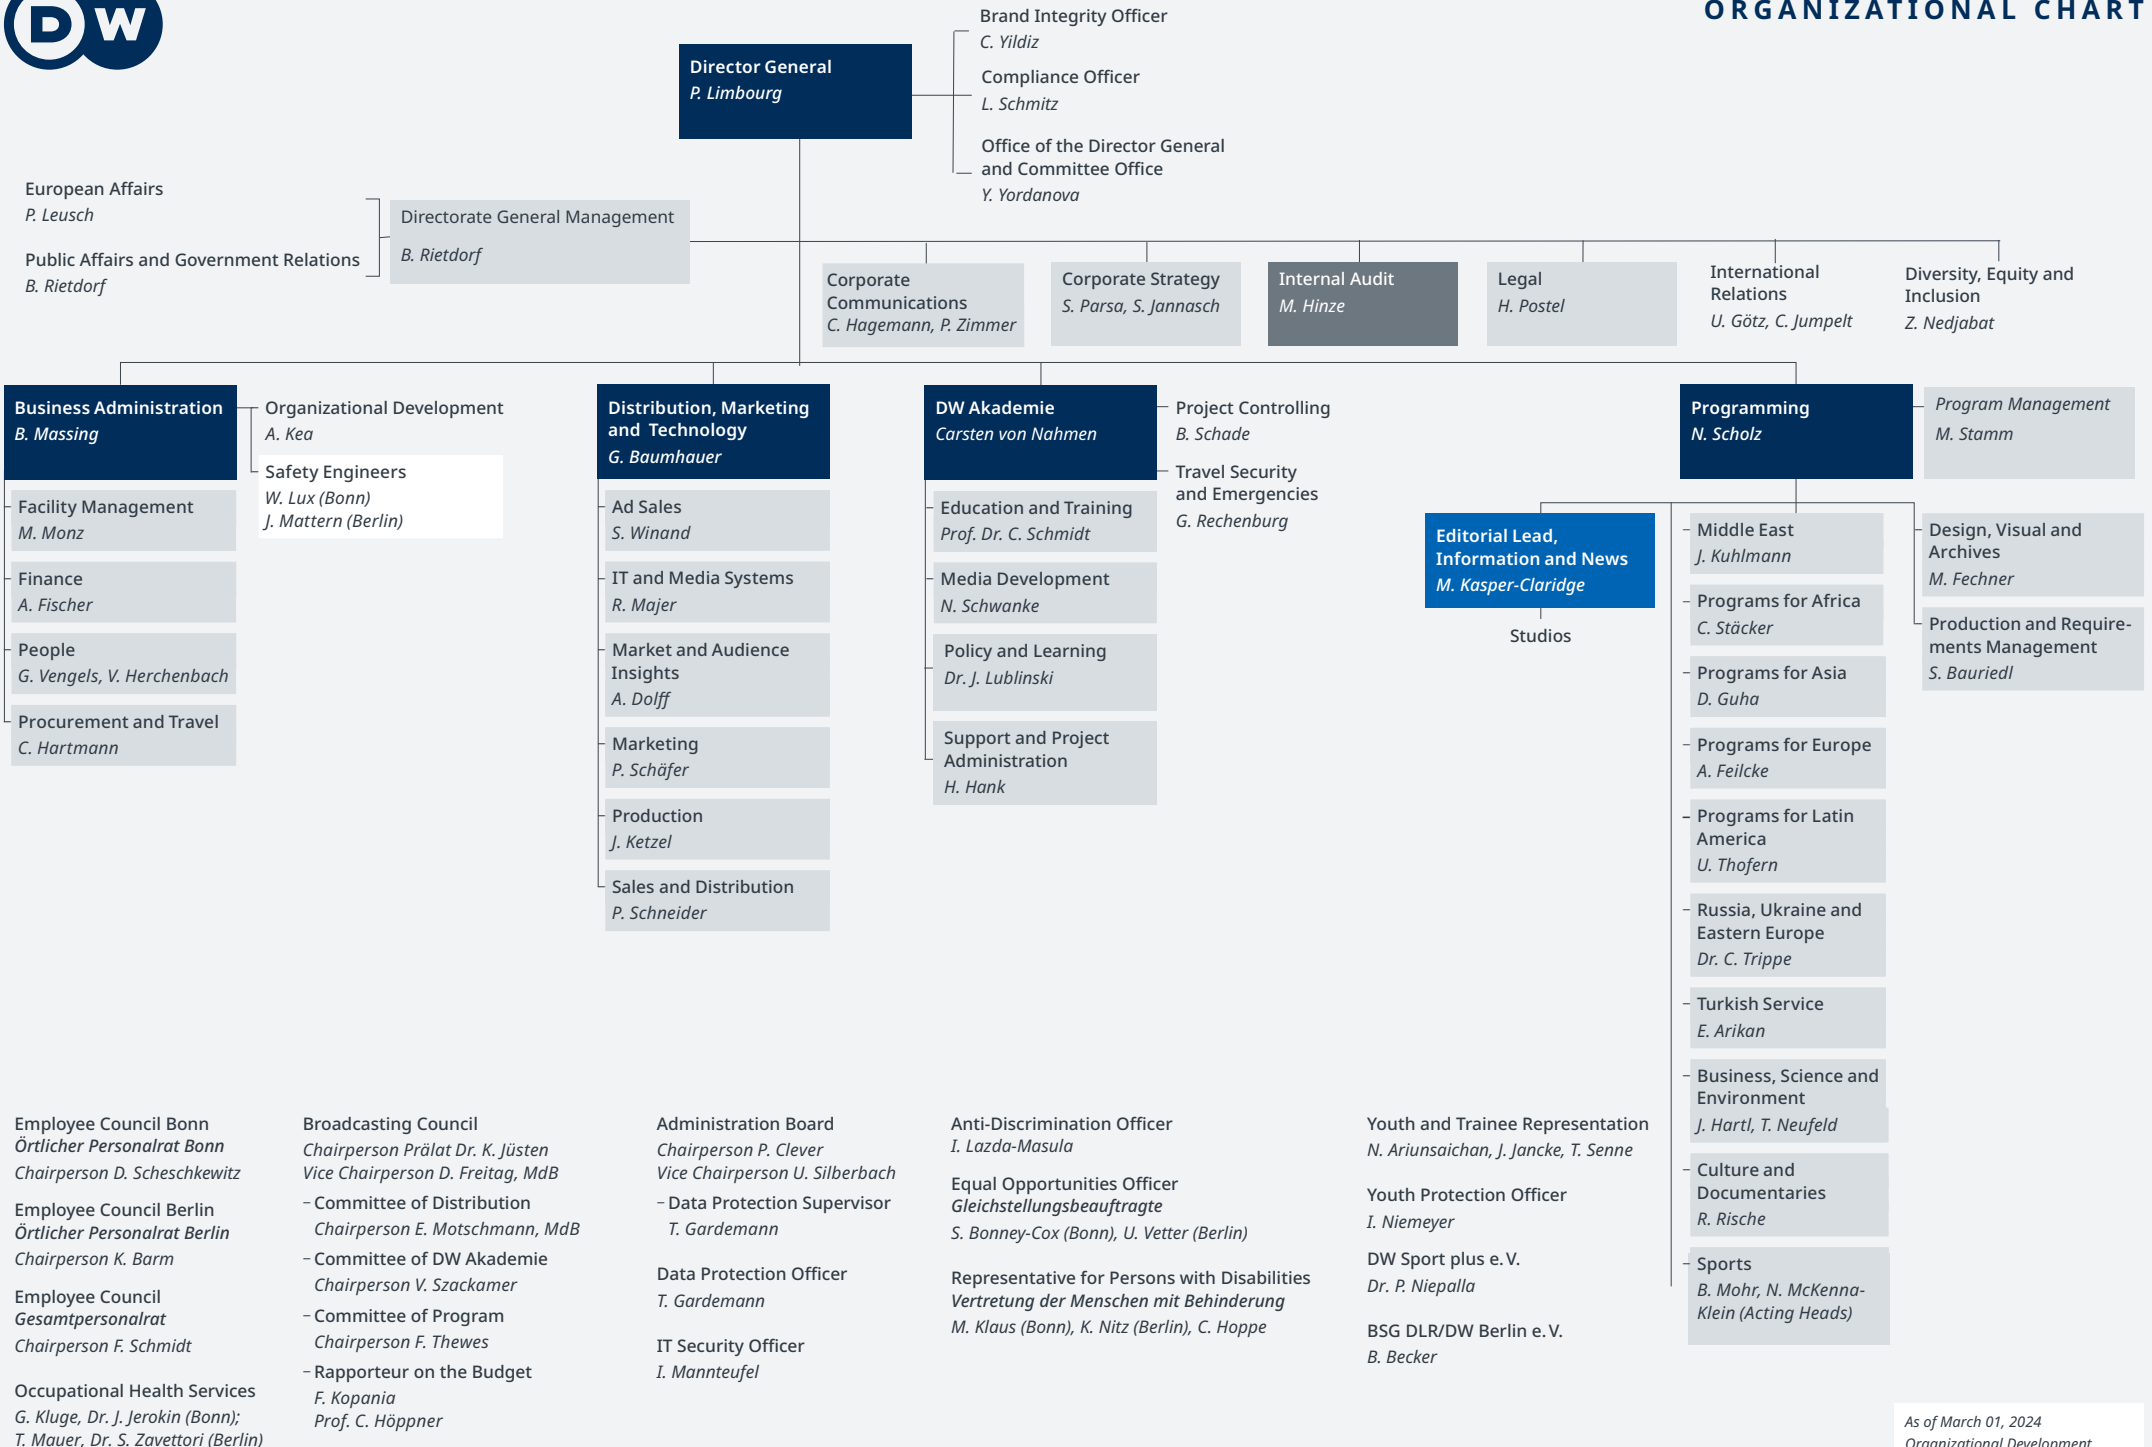 DW
ORGANIZATIONAL CHART
Director General
P. Limbourg
Brand Integrity Officer
C. Yildiz
Compliance Officer
L. Schmitz
Office of the Director General
and Committee Office
Y. Yordanova
European Affairs
P. Leusch
Public Affairs and Government Relations
B. Rietdorf
Directorate General Management
B. Rietdorf
Corporate
Communications
C. Hagemann, P. Zimmer
Corporate Strategy
S. Parsa, S. Jannasch
Internal Audit
M. Hinze
Legal
H. Postel
International
Relations
U. Götz, C. Jumpelt
Diversity, Equity and
Inclusion
Z. Nedjabat
Business Administration
B. Massing
Organizational Development
A. Kea
Safety Engineers
W. Lux (Bonn)
J. Mattern (Berlin)
Facility Management
M. Monz
Finance
A. Fischer
People
G. Vengels, V. Herchenbach
Procurement and Travel
C. Hartmann
Distribution, Marketing
and Technology
G. Baumhauer
Ad Sales
S. Winand
IT and Media Systems
R. Majer
Market and Audience
Insights
A. Dolff
Marketing
P. Schäfer
Production
J. Ketzel
Sales and Distribution
P. Schneider
DW Akademie
Carsten von Nahmen
Project Controlling
B. Schade
Travel Security
and Emergencies
G. Rechenburg
Education and Training
Prof. Dr. C. Schmidt
Media Development
N. Schwanke
Policy and Learning
Dr. J. Lublinski
Support and Project
Administration
H. Hank
Programming
N. Scholz
Program Management
M. Stamm
Editorial Lead,
Information and News
M. Kasper-Claridge
Studios
Middle East
J. Kuhlmann
Programs for Africa
C. Stäcker
Programs for Asia
D. Guha
Programs for Europe
A. Feilcke
Programs for Latin
America
U. Thofern
Russia, Ukraine and
Eastern Europe
Dr. C. Trippe
Turkish Service
E. Arikan
Business, Science and
Environment
J. Hartl, T. Neufeld
Culture and
Documentaries
R. Rische
Sports
B. Mohr, N. McKenna-
Klein (Acting Heads)
Design, Visual and
Archives
M. Fechner
Production and Require-
ments Management
S. Bauriedl
Employee Council Bonn
Örtlicher Personalrat Bonn
Chairperson D. Scheschkewitz
Employee Council Berlin
Örtlicher Personalrat Berlin
Chairperson K. Barm
Employee Council
Gesamtpersonalrat
Chairperson F. Schmidt
Occupational Health Services
G. Kluge, Dr. J. Jerokin (Bonn);
T. Mauer, Dr. S. Zavettori (Berlin)
Broadcasting Council
Chairperson Prälat Dr. K. Jüsten
Vice Chairperson D. Freitag, MdB
– Committee of Distribution
Chairperson E. Motschmann, MdB
– Committee of DW Akademie
Chairperson V. Szackamer
– Committee of Program
Chairperson F. Thewes
– Rapporteur on the Budget
F. Kopania
Prof. C. Höppner
Administration Board
Chairperson P. Clever
Vice Chairperson U. Silberbach
– Data Protection Supervisor
T. Gardemann
Data Protection Officer
T. Gardemann
IT Security Officer
I. Mannteufel
Anti-Discrimination Officer
I. Lazda-Masula
Equal Opportunities Officer
Gleichstellungsbeauftragte
S. Bonney-Cox (Bonn), U. Vetter (Berlin)
Representative for Persons with Disabilities
Vertretung der Menschen mit Behinderung
M. Klaus (Bonn), K. Nitz (Berlin), C. Hoppe
Youth and Trainee Representation
N. Ariunsaichan, J. Jancke, T. Senne
Youth Protection Officer
I. Niemeyer
DW Sport plus e. V.
Dr. P. Niepalla
BSG DLR/DW Berlin e. V.
B. Becker
As of March 01, 2024
Organizational Development